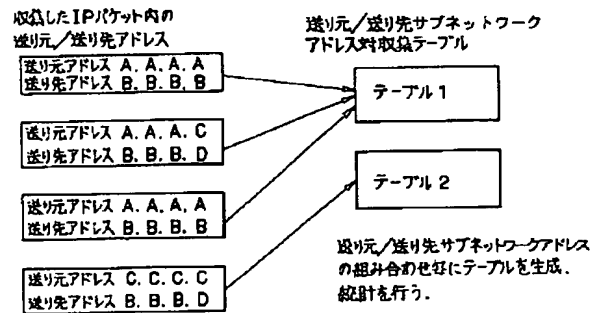 収集したIPパケット内の
送り元／送り先アドレス
送り元アドレス A.A.A.A
送り先アドレス B.B.B.B
送り元アドレス A.A.A.C
送り先アドレス B.B.B.D
送り元アドレス A.A.A.A
送り先アドレス B.B.B.B
送り元アドレス C.C.C.C
送り先アドレス B.B.B.D
送り元／送り先サブネットワーク
アドレス対収集テーブル
テーブル1
テーブル2
送り元／送り先サブネットワークアドレス
の組み合わせ毎にテーブルを生成.
統計を行う.